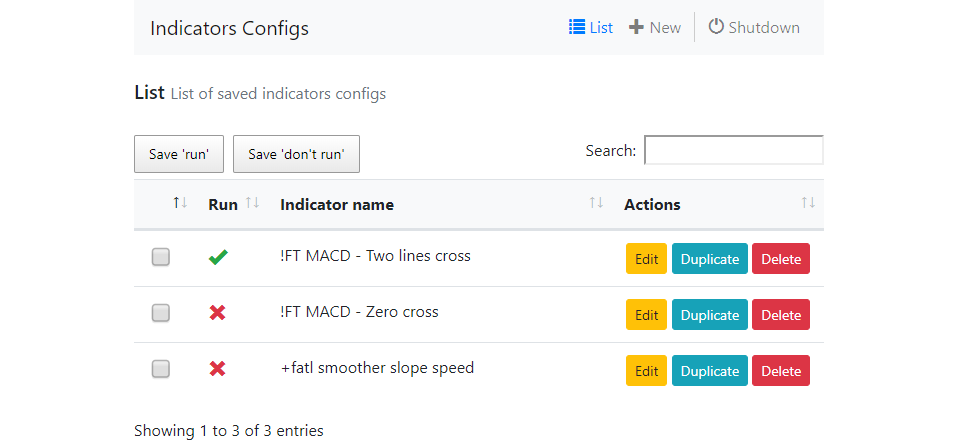 Indicators Configs List New Shutdown
List List of saved indicators configs
Save 'run' Save 'don't run' Search:
Run Indicator name Actions
!FT MACD - Two lines cross Edit Duplicate Delete
!FT MACD - Zero cross Edit Duplicate Delete
+fatl smoother slope speed Edit Duplicate Delete
Showing 1 to 3 of 3 entries